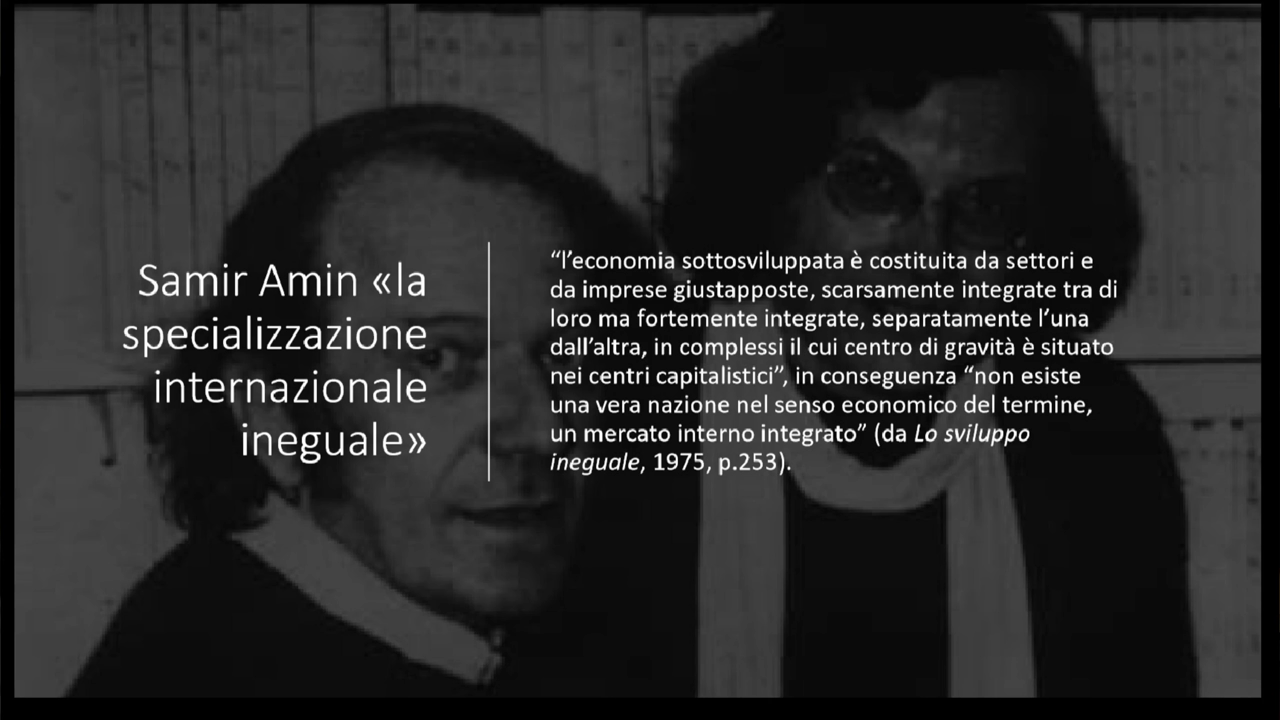 Samir Amin «la
specializzazione
internazionale
ineguale»
“l’economia sottosviluppata è costituita da settori e
da imprese giustapposte, scarsamente integrate tra di
loro ma fortemente integrate, separatamente l’una
dall’altra, in complessi il cui centro di gravità è situato
nei centri capitalistici”, in conseguenza “non esiste
una vera nazione nel senso economico del termine,
un mercato interno integrato” (da Lo sviluppo
ineguale, 1975, p.253).